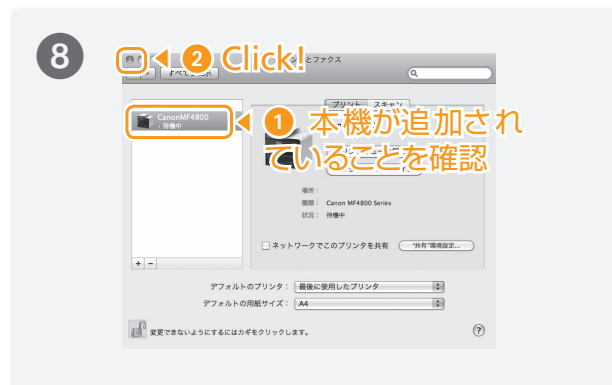 8
2 Click! とファクス
プリント スキャン
CanonMF4800
• 待機中
1 本機が追加され
ていることを確認
場所：
種類： Canon MF4800 Series
状況： 待機中
ネットワークでこのプリンタを共有 "共有"環境設定...
+ −
デフォルトのプリンタ： 最後に使用したプリンタ
デフォルトの用紙サイズ： A4
変更できないようにするにはカギをクリックします。 ?